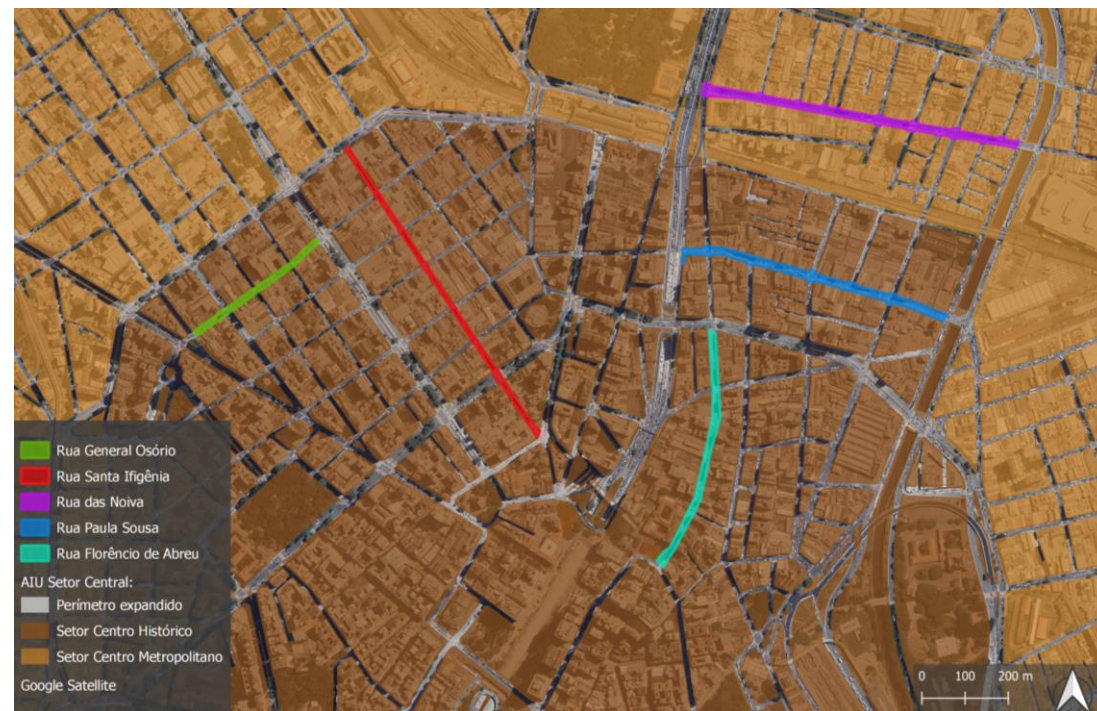 Rua General Osório
Rua Santa Ifigênia
Rua das Noiva
Rua Paula Sousa
Rua Florêncio de Abreu
AIU Setor Central:
Perímetro expandido
Setor Centro Histórico
Setor Centro Metropolitano
Google Satellite
0 100 200 m